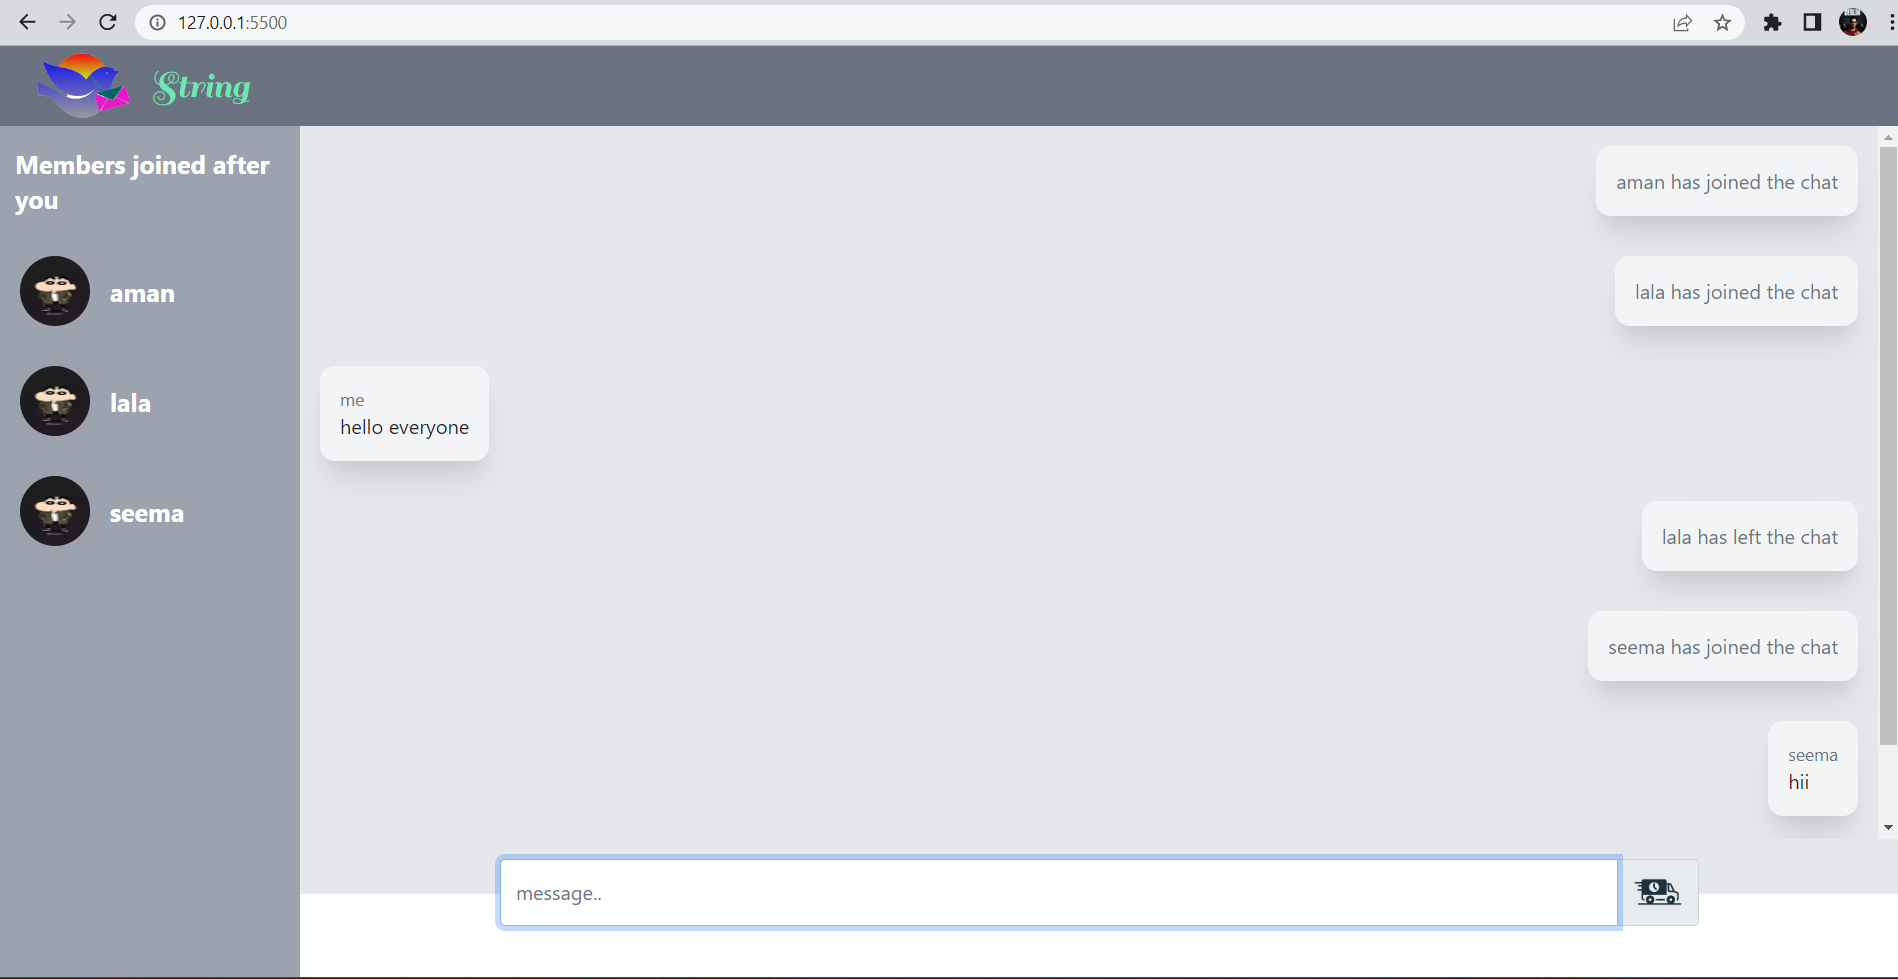 127.0.0.1:5500
String
Members joined after
you
aman
lala
seema
aman has joined the chat
lala has joined the chat
me
hello everyone
lala has left the chat
seema has joined the chat
seema
hii
message..